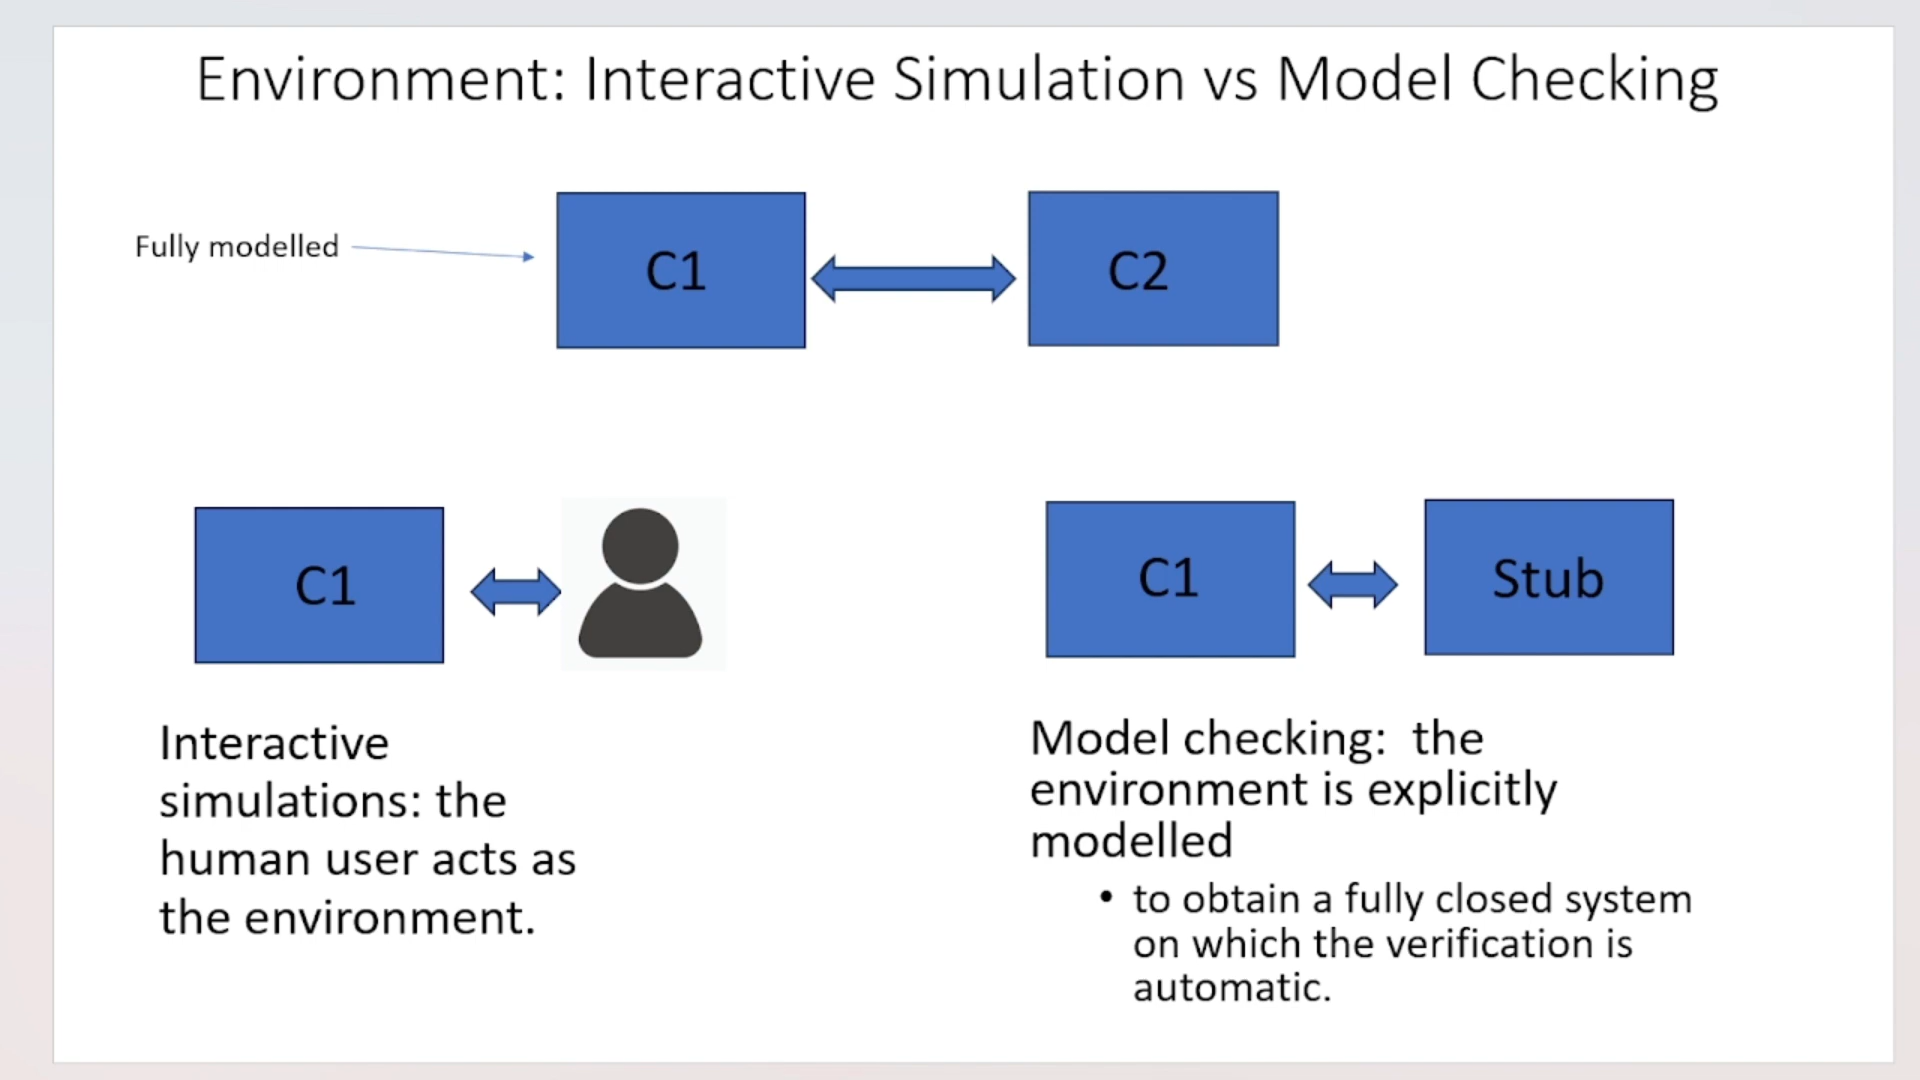 Environment: Interactive Simulation vs Model Checking
Fully modelled
C1
C2
C1
C1
Stub
Interactive
simulations: the
human user acts as
the environment.
Model checking:  the
environment is explicitly
modelled
• to obtain a fully closed system
on which the verification is
automatic.